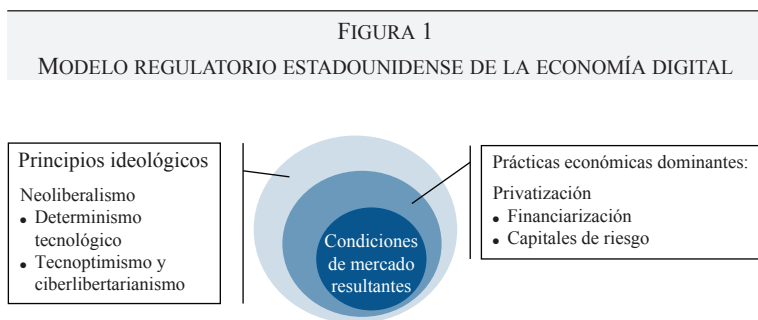 FIGURA 1
MODELO REGULATORIO ESTADOUNIDENSE DE LA ECONOMÍA DIGITAL
Principios ideológicos
Neoliberalismo
• Determinismo
tecnológico
• Tecnoptimismo y
ciberlibertarianismo
Condiciones
de mercado
resultantes
Prácticas económicas dominantes:
Privatización
• Financiarización
• Capitales de riesgo